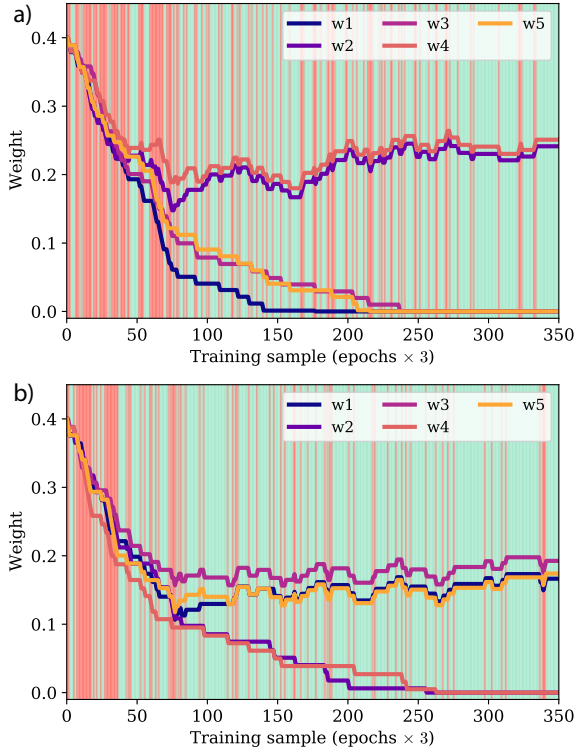 a)
w1 w3 w5
w2 w4
0.4
0.3
0.2
0.1
0.0
Weight
0 50 100 150 200 250 300 350
Training sample (epochs × 3)
b)
w1 w3 w5
w2 w4
0.4
0.3
0.2
0.1
0.0
Weight
0 50 100 150 200 250 300 350
Training sample (epochs × 3)